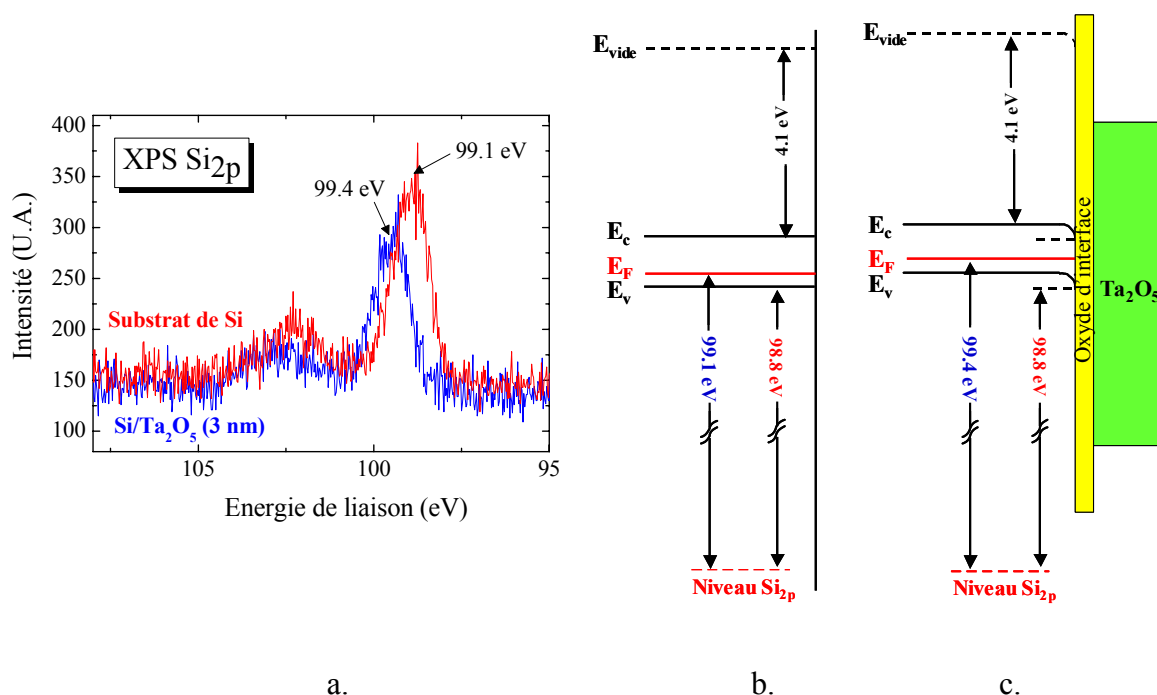 400
350
300
250
200
150
100
Intensité (U.A.)
XPS Si2p
99.1 eV
99.4 eV
Substrat de Si
Si/Ta2O5 (3 nm)
105
100
95
Energie de liaison (eV)
a.
Evide
4.1 eV
Ec
EF
Ev
99.1 eV
98.8 eV
Niveau Si2p
b.
Evide
4.1 eV
Ec
EF
Ev
99.4 eV
98.8 eV
Niveau Si2p
Oxyde d'interface
Ta2O5
c.